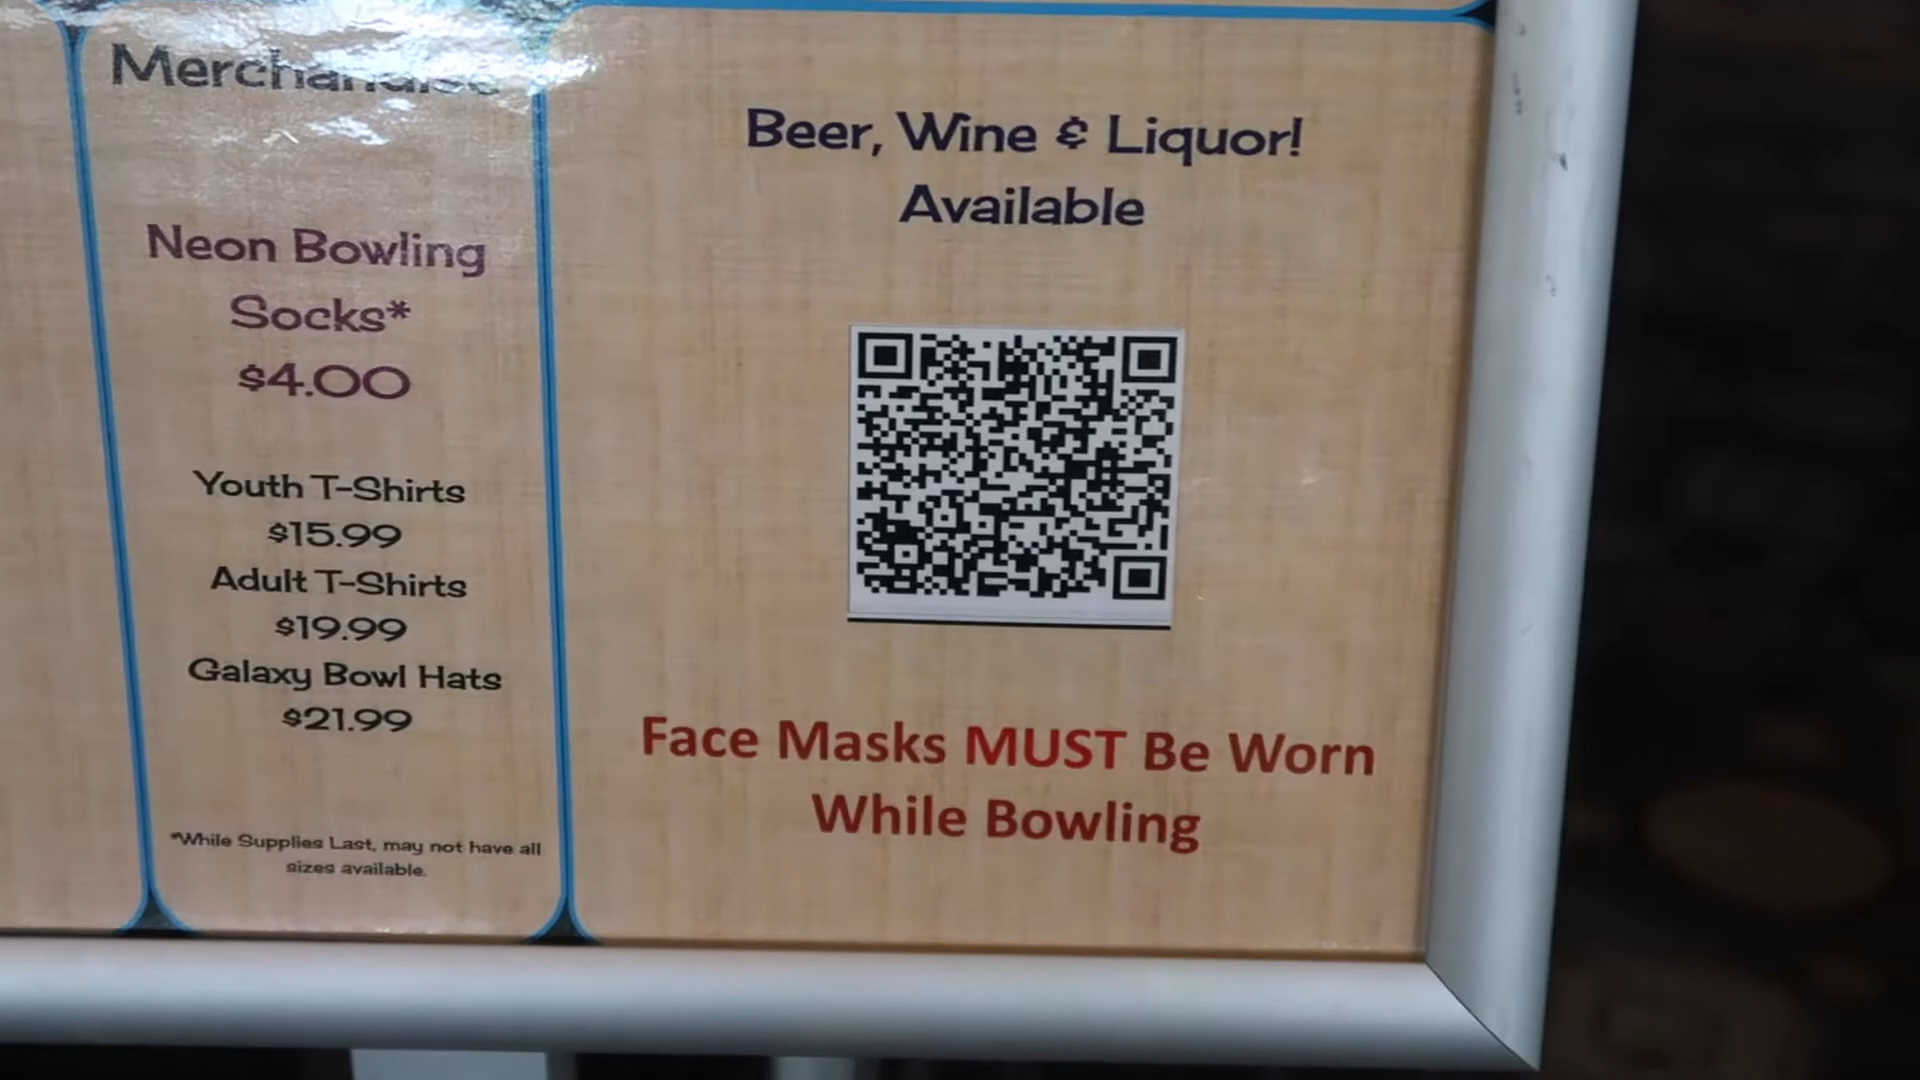 Merchandise
Neon Bowling
Socks*
$4.00
Youth T-Shirts
$15.99
Adult T-Shirts
$19.99
Galaxy Bowl Hats
$21.99
*While Supplies Last, may not have all
sizes available.
Beer, Wine & Liquor!
Available
Face Masks MUST Be Worn
While Bowling